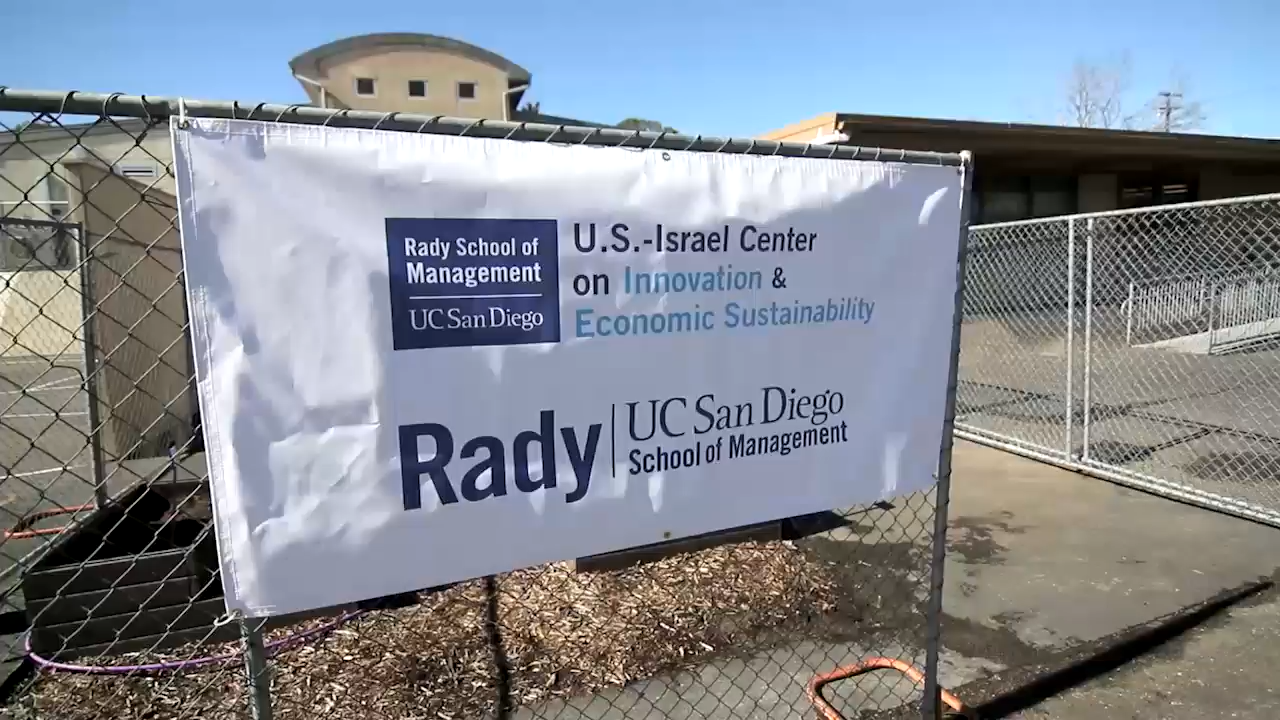 Rady School of
Management
UC San Diego
U.S.-Israel Center
on Innovation &
Economic Sustainability
Rady
UC San Diego
School of Management